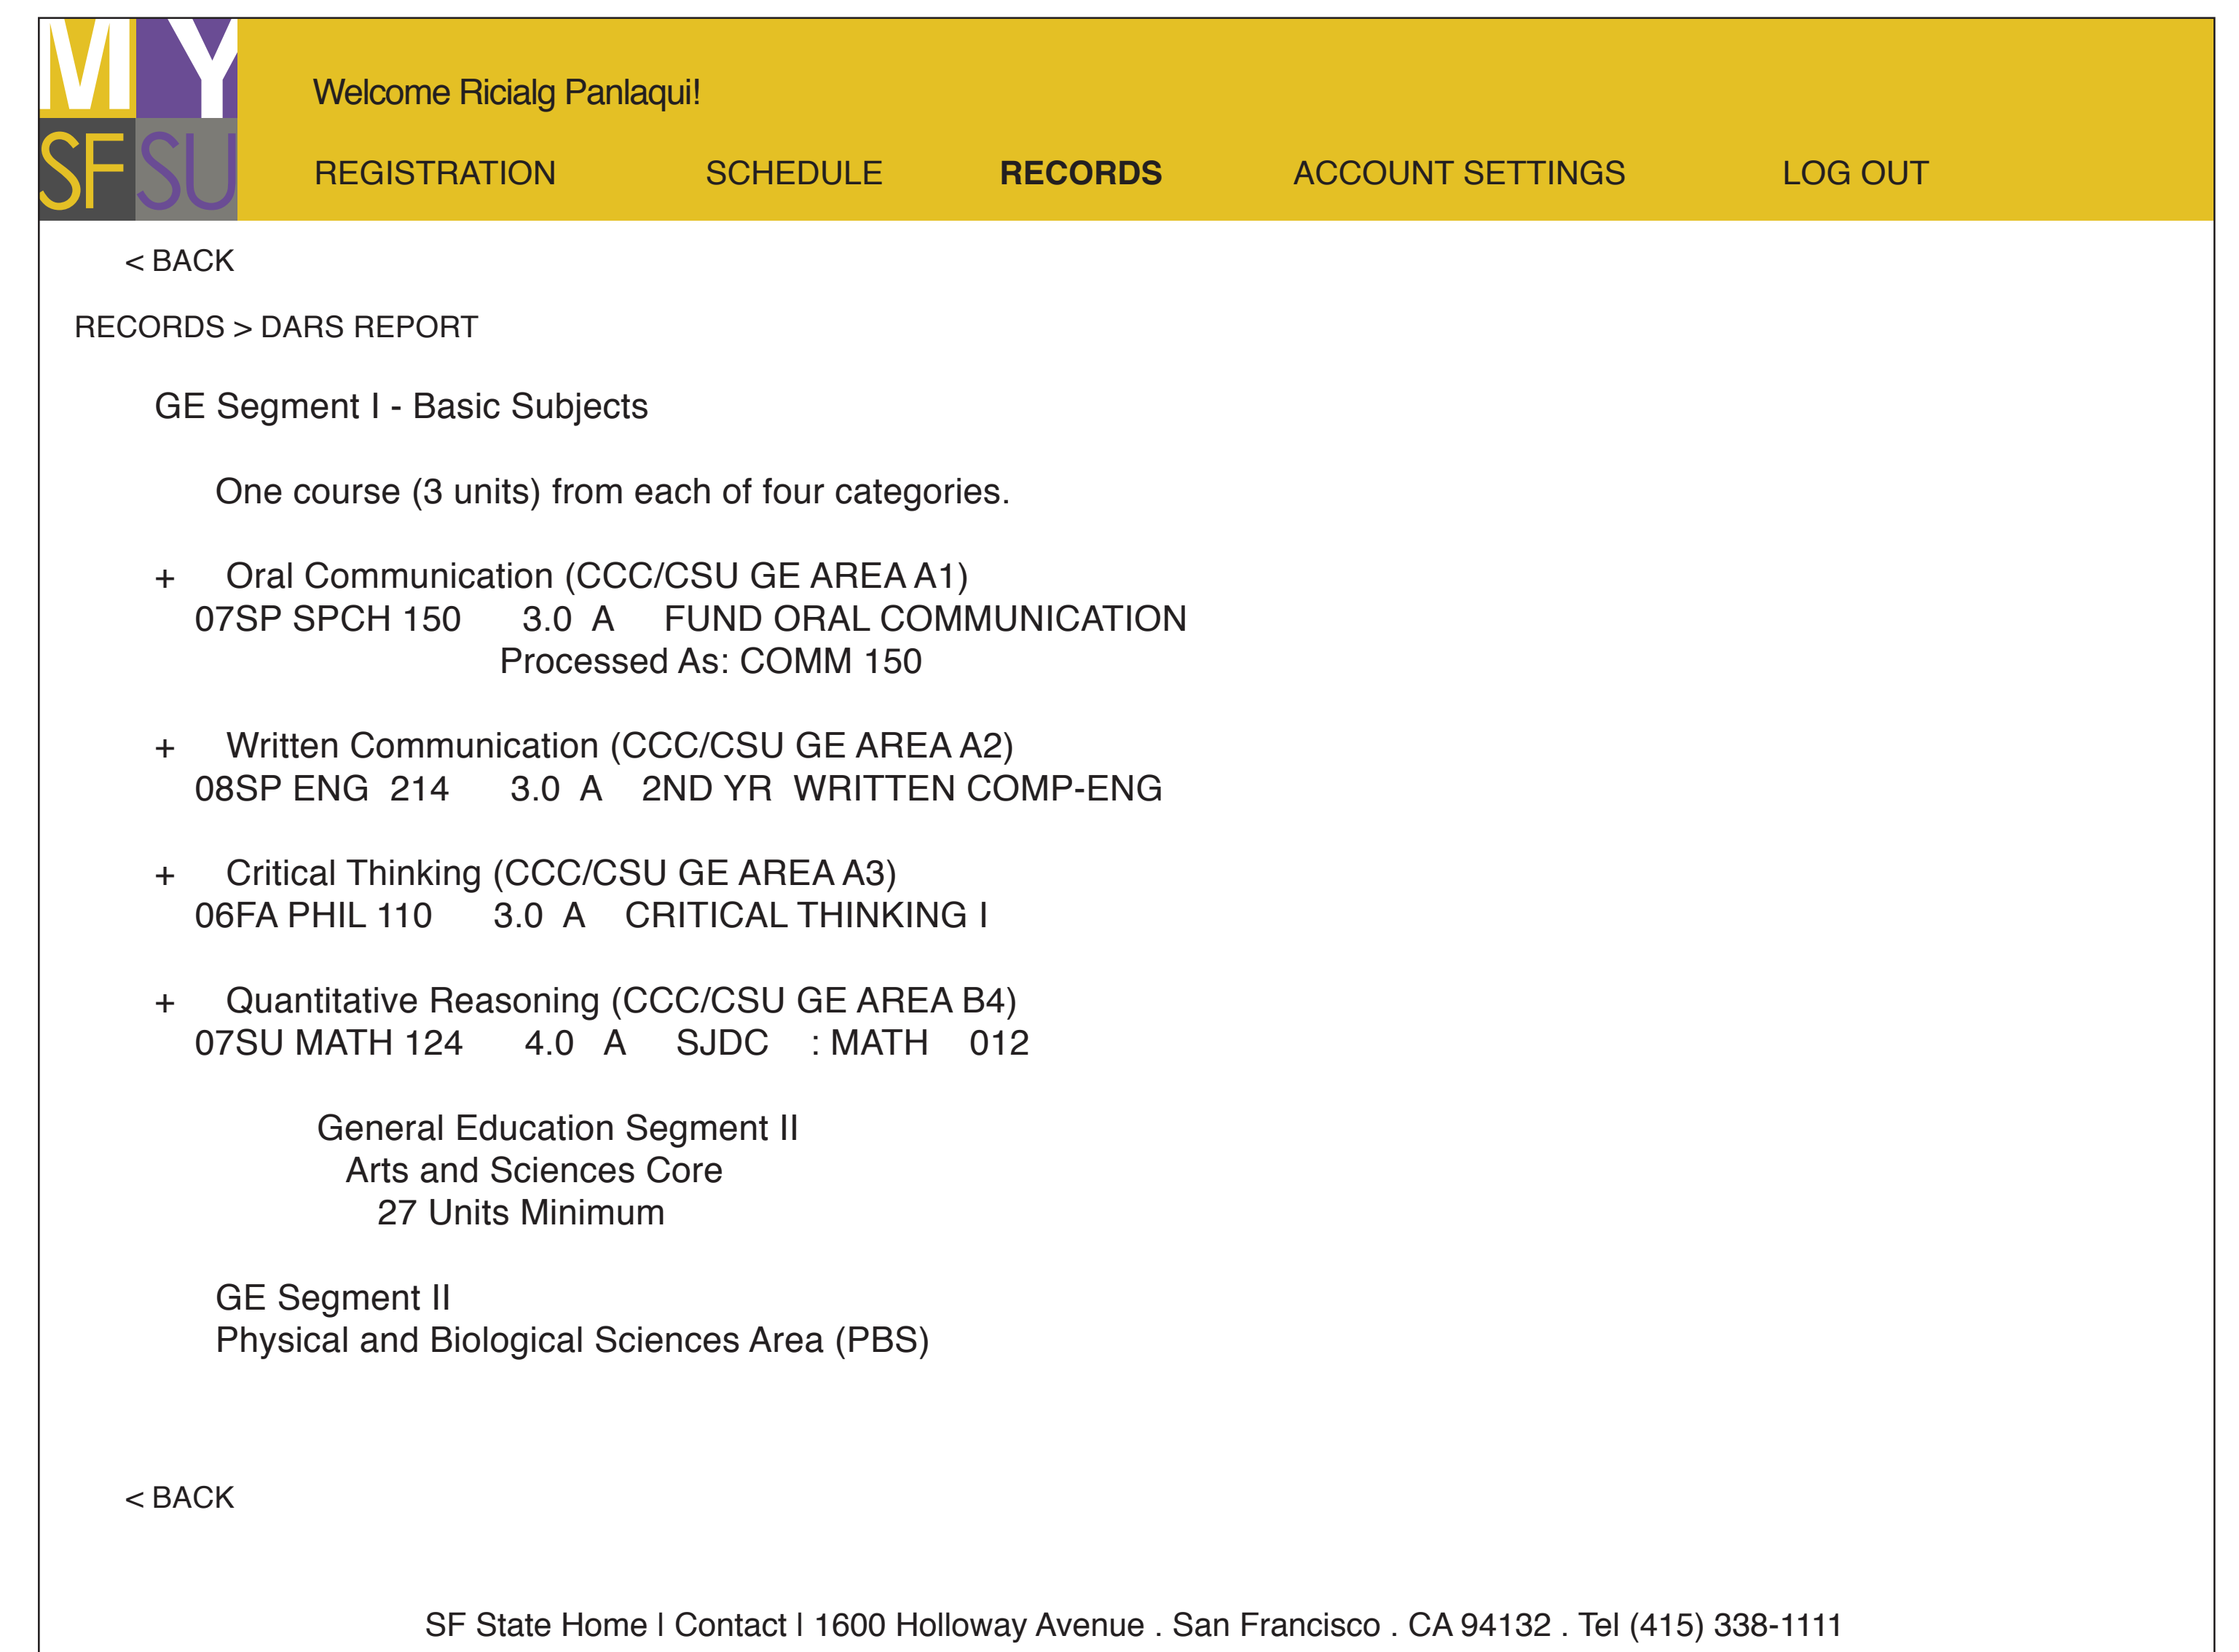 MY
SFSU
Welcome Ricialg Panlaqui!
REGISTRATION SCHEDULE RECORDS ACCOUNT SETTINGS LOG OUT
< BACK
RECORDS > DARS REPORT
GE Segment I - Basic Subjects
One course (3 units) from each of four categories.
+ Oral Communication (CCC/CSU GE AREA A1)
07SP SPCH 150 3.0 A FUND ORAL COMMUNICATION
Processed As: COMM 150
+ Written Communication (CCC/CSU GE AREA A2)
08SP ENG 214 3.0 A 2ND YR WRITTEN COMP-ENG
+ Critical Thinking (CCC/CSU GE AREA A3)
06FA PHIL 110 3.0 A CRITICAL THINKING I
+ Quantitative Reasoning (CCC/CSU GE AREA B4)
07SU MATH 124 4.0 A SJDC : MATH 012
General Education Segment II
Arts and Sciences Core
27 Units Minimum
GE Segment II
Physical and Biological Sciences Area (PBS)
< BACK
SF State Home | Contact | 1600 Holloway Avenue . San Francisco . CA 94132 . Tel (415) 338-1111